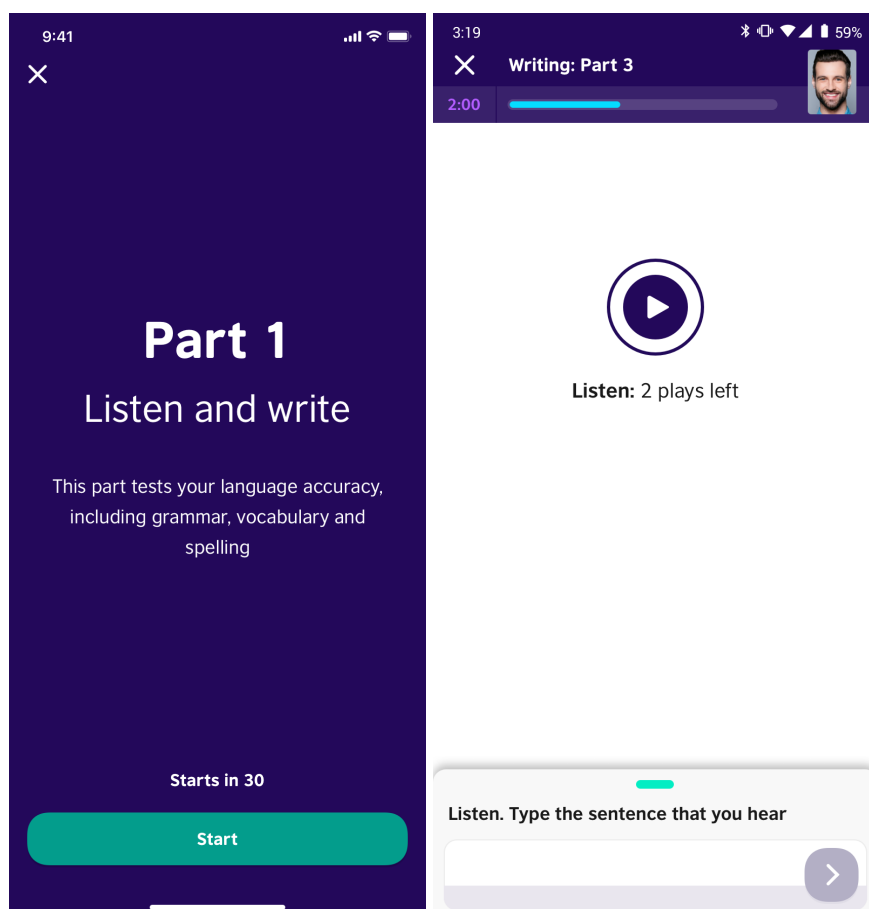 9:41
Part 1
Listen and write
This part tests your language accuracy,
including grammar, vocabulary and
spelling
Starts in 30
Start
3:19
59%
Writing: Part 3
2:00
Listen: 2 plays left
Listen. Type the sentence that you hear